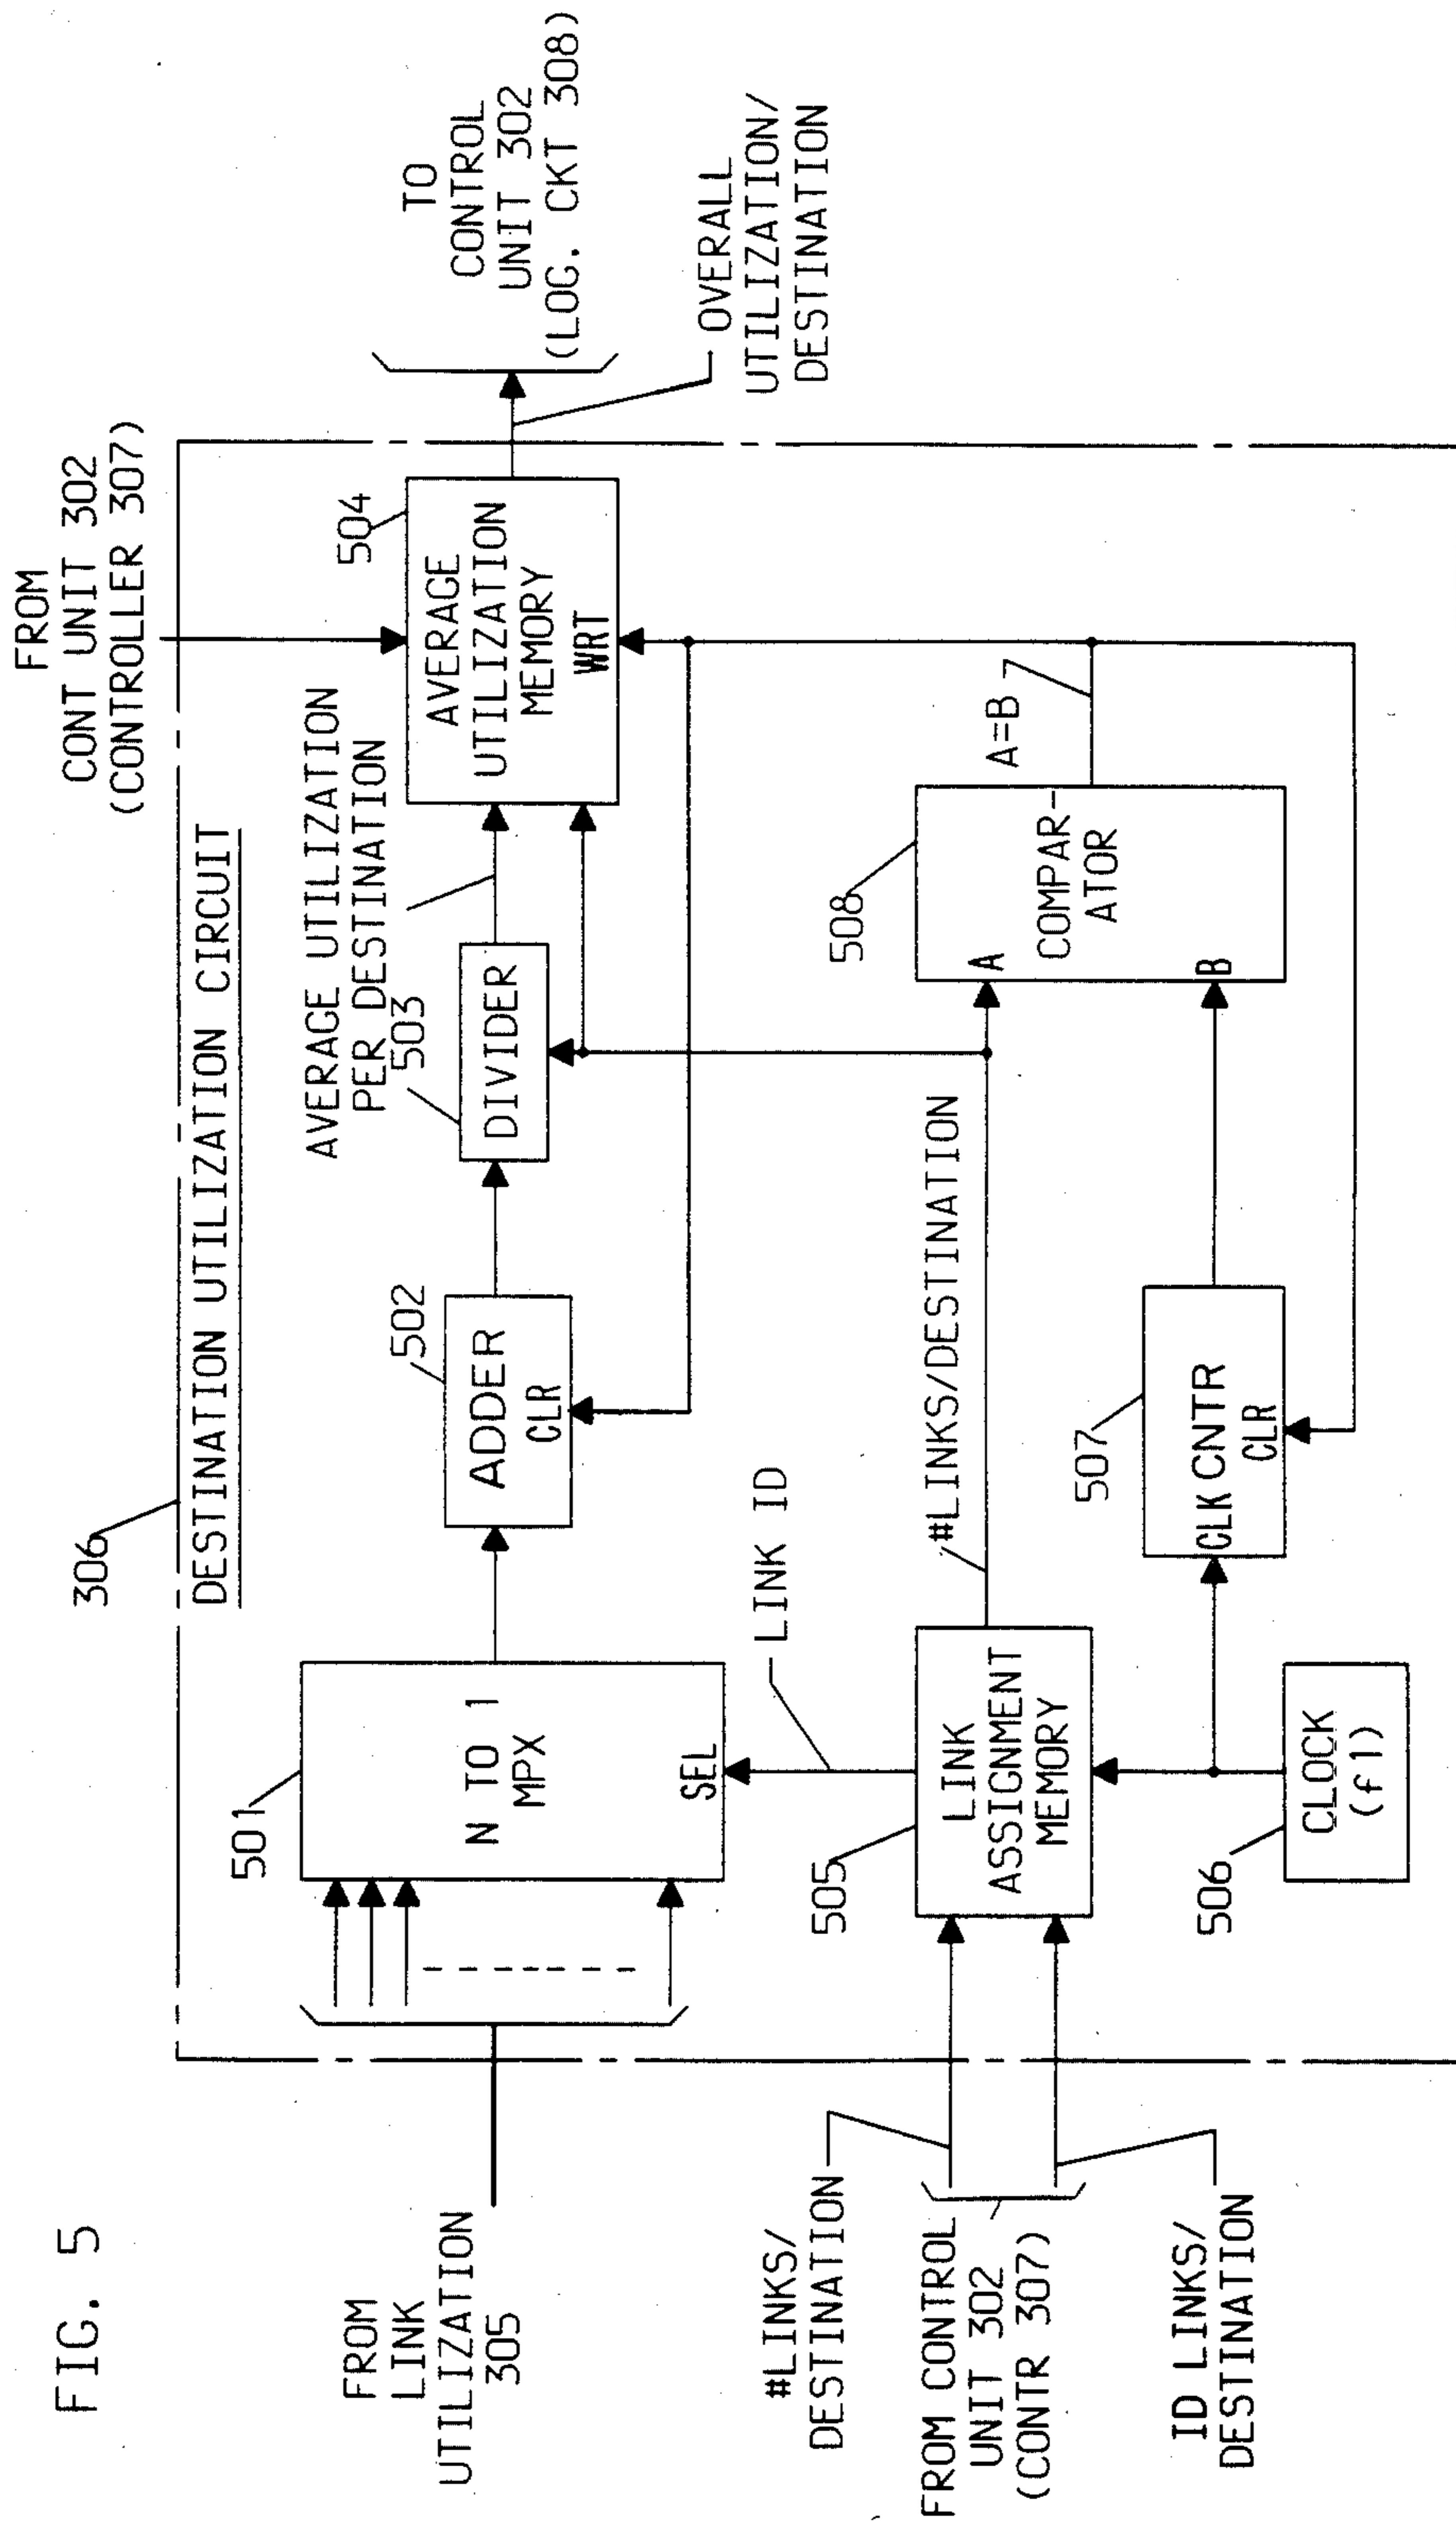 FIG. 5
306
DESTINATION UTILIZATION CIRCUIT
FROM
CONT UNIT 302
(CONTROLLER 307)
FROM
LINK
UTILIZATION
305
501
N TO 1
MPX
SEL
502
ADDER
CLR
AVERAGE UTILIZATION
PER DESTINATION
503
DIVIDER
504
AVERAGE
UTILIZATION
MEMORY
WRT
TO
CONTROL
UNIT 302
(LOG. CKT 308)
OVERALL
UTILIZATION/
DESTINATION
LINK ID
#LINKS/
DESTINATION
FROM CONTROL
UNIT 302
(CONTR 307)
ID LINKS/
DESTINATION
505
LINK
ASSIGNMENT
MEMORY
#LINKS/DESTINATION
506
CLOCK
(f1)
507
CLK CNTR
CLR
508
A
COMPAR-
ATOR
B
A=B